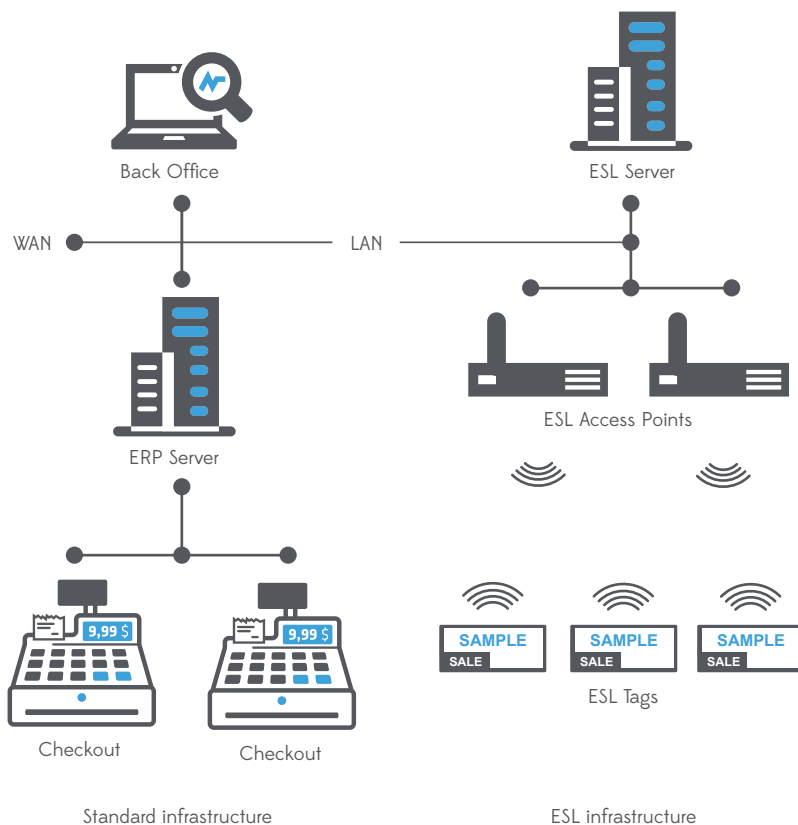 Back Office
ESL Server
WAN
LAN
ESL Access Points
ERP Server
9,99 $
9,99 $
SAMPLE
SALE
SAMPLE
SALE
SAMPLE
SALE
ESL Tags
Checkout
Checkout
Standard infrastructure
ESL infrastructure